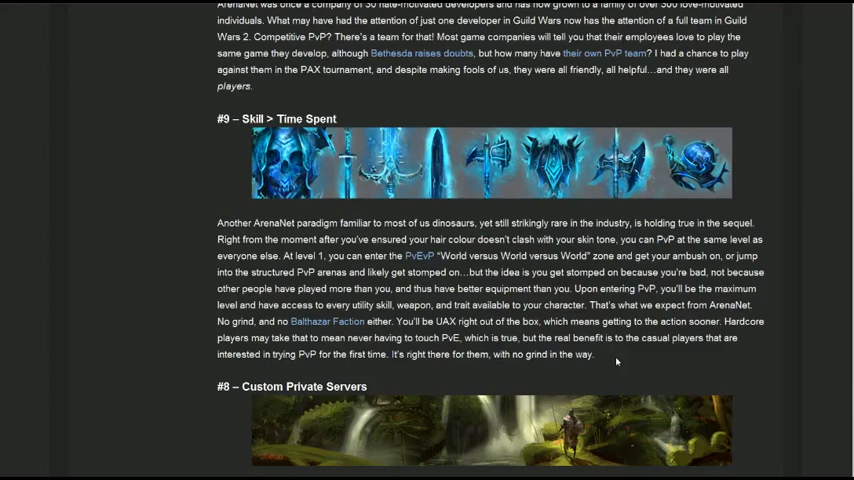 ArenaNet was once a company of 30 hate-motivated developers and has now grown to a family of over 300 love-motivated
individuals. What may have had the attention of just one developer in Guild Wars now has the attention of a full team in Guild
Wars 2. Competitive PvP? There's a team for that! Most game companies will tell you that their employees love to play the
same game they develop, although Bethesda raises doubts, but how many have their own PvP team? I had a chance to play
against them in the PAX tournament, and despite making fools of us, they were all friendly, all helpful…and they were all
players.
#9 – Skill > Time Spent
Another ArenaNet paradigm familiar to most of us dinosaurs, yet still strikingly rare in the industry, is holding true in the sequel.
Right from the moment after you've ensured your hair colour doesn't clash with your skin tone, you can PvP at the same level as
everyone else. At level 1, you can enter the PvEvP "World versus World versus World" zone and get your ambush on, or jump
into the structured PvP arenas and likely get stomped on…but the idea is you get stomped on because you're bad, not because
other people have played more than you, and thus have better equipment than you. Upon entering PvP, you'll be the maximum
level and have access to every utility skill, weapon, and trait available to your character. That's what we expect from ArenaNet.
No grind, and no Balthazar Faction either. You'll be UAX right out of the box, which means getting to the action sooner. Hardcore
players may take that to mean never having to touch PvE, which is true, but the real benefit is to the casual players that are
interested in trying PvP for the first time. It's right there for them, with no grind in the way.
#8 – Custom Private Servers